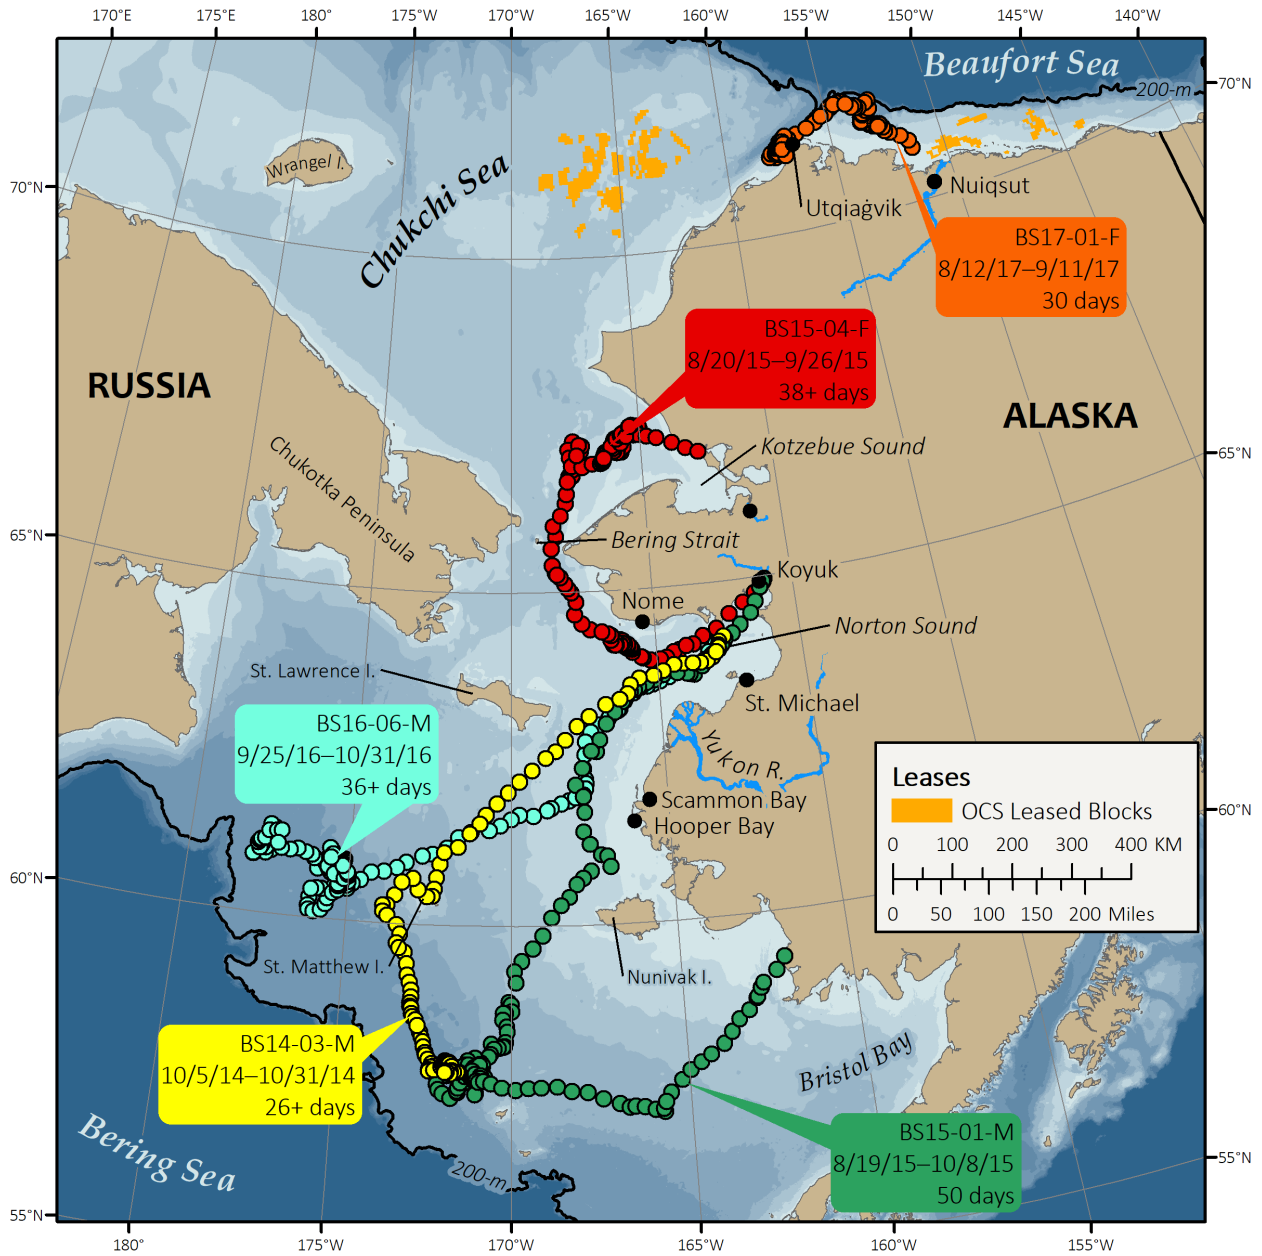 170°E 175°E 180° 175°W 170°W 165°W 160°W 155°W 150°W 145°W 140°W
Beaufort Sea
70°N
200-m
Wrangel I.
Chukchi Sea
70°N
Nuiqsut
Utqiaġvik
BS17-01-F
8/12/17–9/11/17
30 days
BS15-04-F
8/20/15–9/26/15
38+ days
RUSSIA
ALASKA
Kotzebue Sound
65°N
Chukotka Peninsula
65°N
Bering Strait
Koyuk
Nome
Norton Sound
St. Lawrence I.
St. Michael
BS16-06-M
9/25/16–10/31/16
36+ days
Yukon R.
Scammon Bay
Hooper Bay
Leases
OCS Leased Blocks
0 100 200 300 400 KM
0 50 100 150 200 Miles
60°N
60°N
St. Matthew I.
Nunivak I.
BS14-03-M
10/5/14–10/31/14
26+ days
Bristol Bay
BS15-01-M
8/19/15–10/8/15
50 days
Bering Sea
200-m
55°N
55°N
180° 175°W 170°W 165°W 160°W 155°W